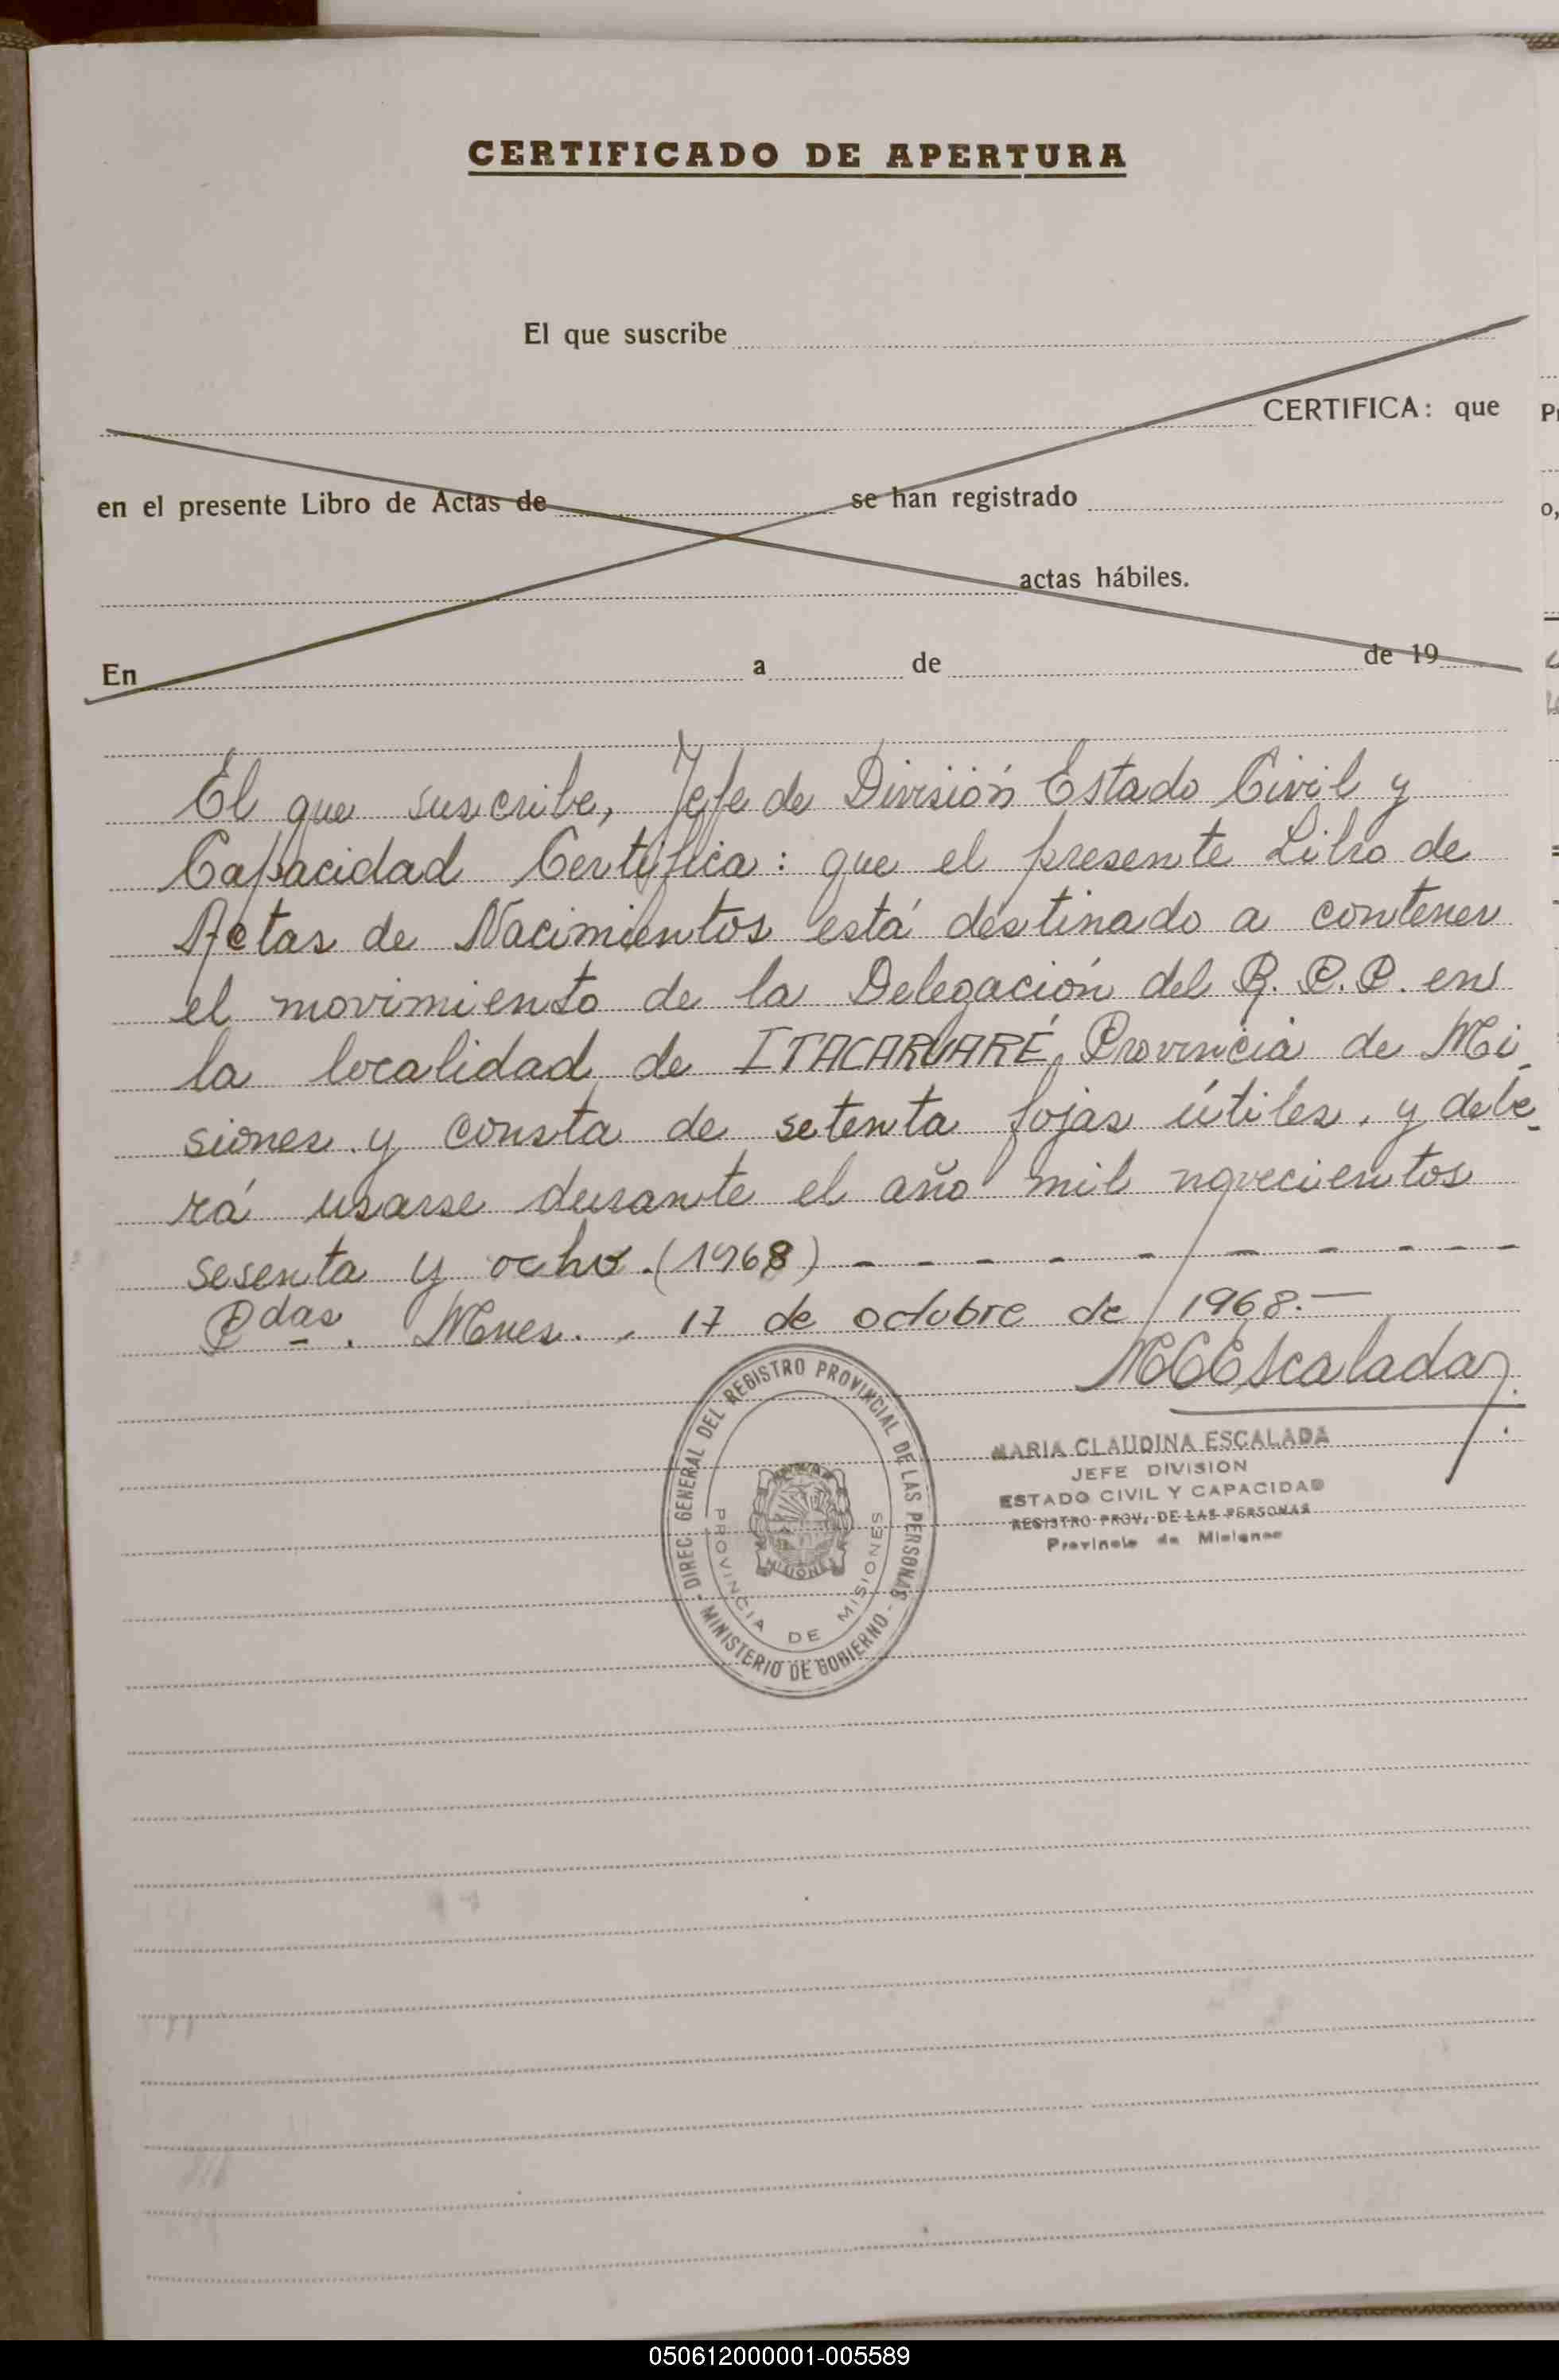 CERTIFICADO DE APERTURA
El que suscribe
CERTIFICA: que
en el presente Libro de Actas de se han registrado
actas hábiles.
En a de de 19
El que suscribe, Jefe de División Estado Civil y
Capacidad Certifica: que el presente Libro de
Actas de Nacimientos está destinado a contener
el movimiento de la Delegación del R. P. P. en
la localidad de ITACARUARÉ, Provincia de Mi_
siones y consta de setenta fojas útiles. y debe_
rá usarse durante el año mil novecientos
sesenta y ocho.(1968) - - - - - - - - -
Pdas. Mnes. . 17 de octubre de 1968.—
MCEscalada
DIREC. GENERAL DEL REGISTRO PROVINCIAL DE LAS PERSONAS
- MINISTERIO DE GOBIERNO -
PROVINCIA DE MISIONES
MISIONES
MARIA CLAUDINA ESCALADA
JEFE DIVISION
ESTADO CIVIL Y CAPACIDAD
REGISTRO PROV. DE LAS PERSONAS
Provincia de Misiones
050612000001-005589